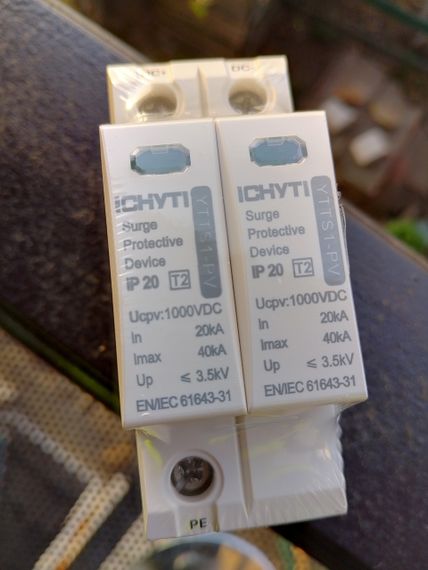 DC+
DC-
iCHYTI
Surge
Protective
Device
IP 20 T2
YTTS1-PV
Ucpv:1000VDC
In 20kA
Imax 40kA
Up ≤ 3.5kV
EN/IEC 61643-31
iCHYTI
Surge
Protective
Device
IP 20 T2
YTTS1-PV
Ucpv:1000VDC
In 20kA
Imax 40kA
Up ≤ 3.5kV
EN/IEC 61643-31
PE